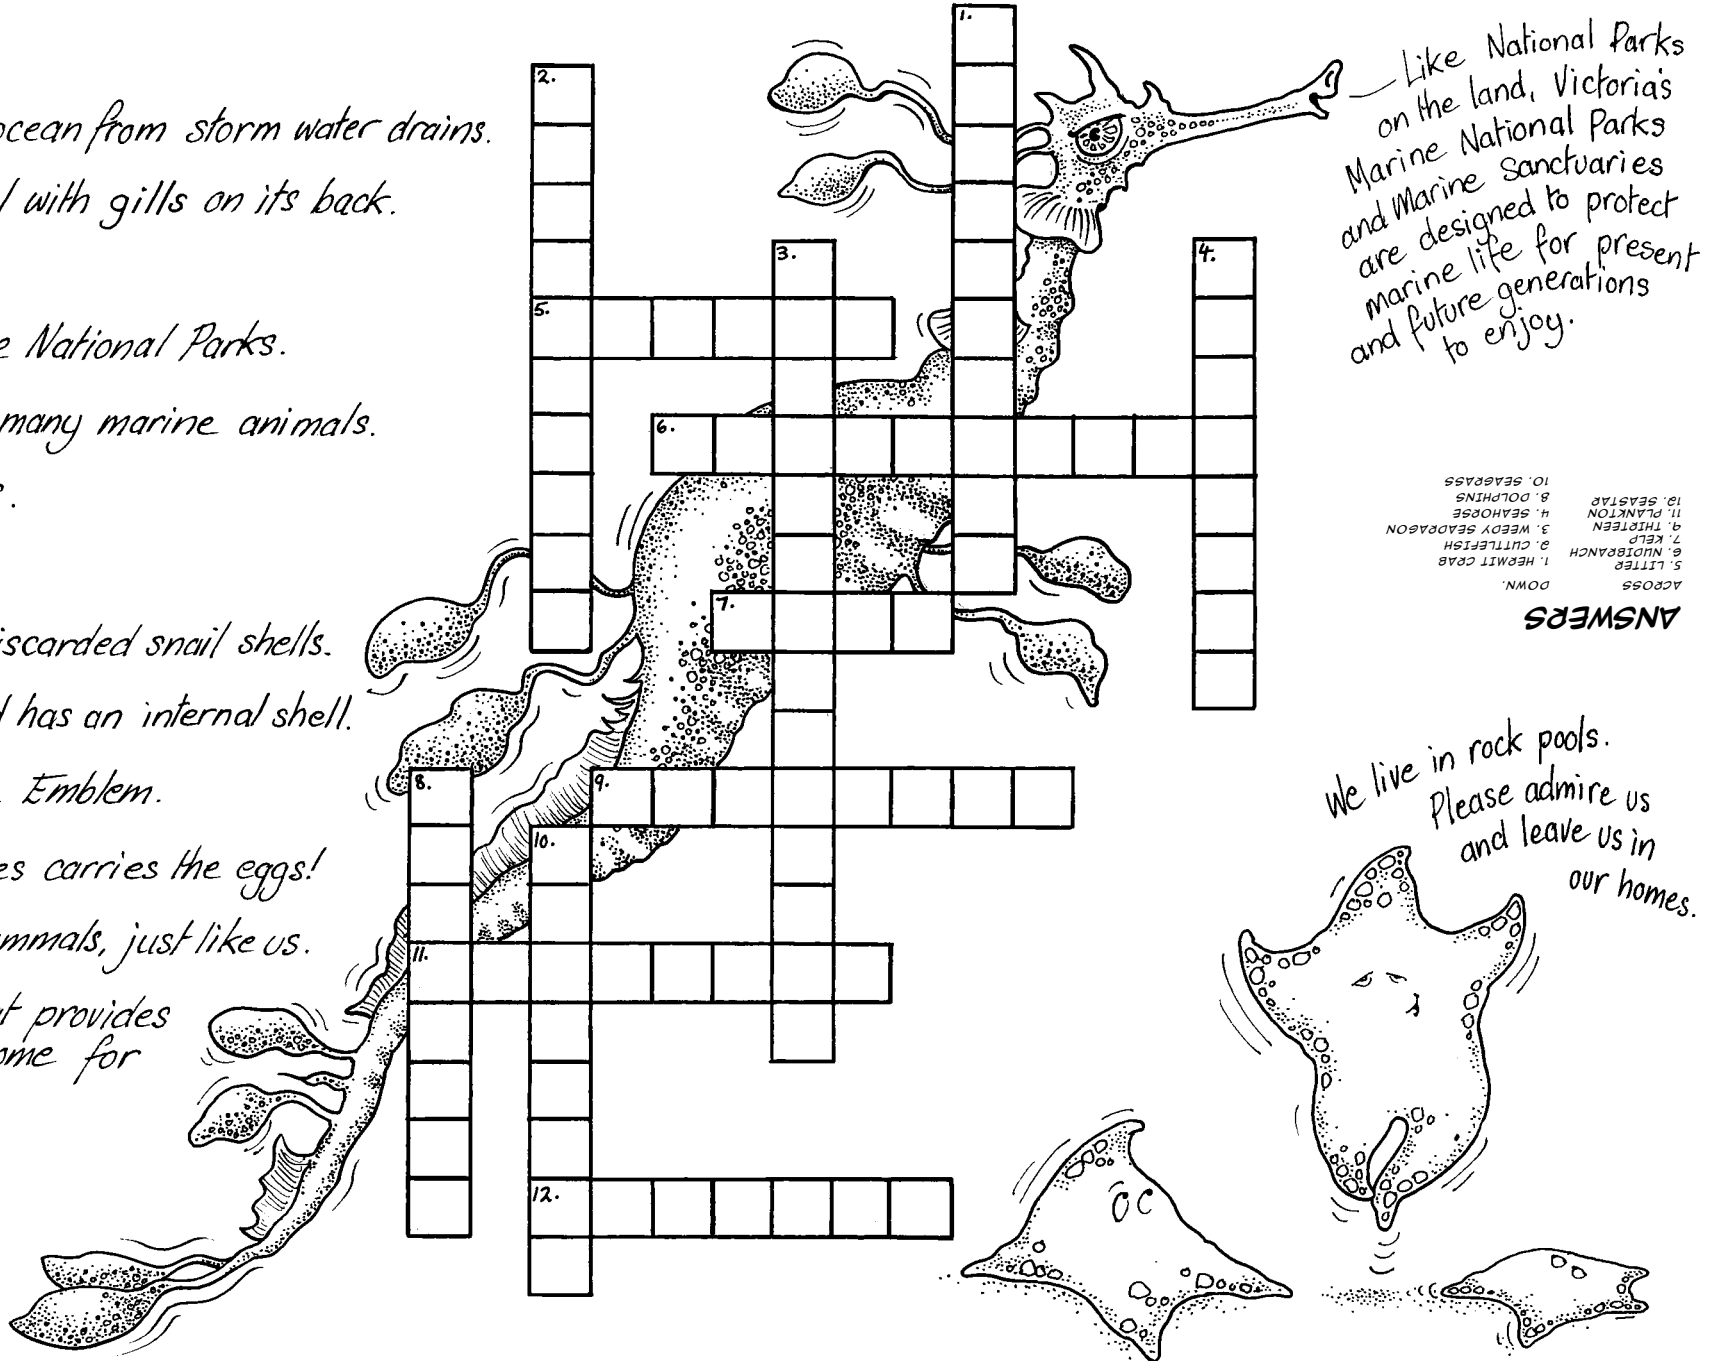 ocean from storm water drains.
with gills on its back.
National Parks.
many marine animals.
discarded snail shells.
has an internal shell.
Emblem.
carries the eggs!
mammals, just like us.
provides
for
1.
2.
3.
4.
5.
6.
7.
8.
9.
10.
11.
12.
Like National Parks
on the land, Victoria's
Marine National Parks
and Marine Sanctuaries
are designed to protect
marine life for present
and future generations
to enjoy.
ANSWERS
ACROSS
5. LITTER
6. NUDIBRANCH
7. KELP
9. THIRTEEN
11. PLANKTON
12. SEASTAR
DOWN.
1. HERMIT CRAB
2. CUTTLEFISH
3. WEEDY SEADRAGON
4. SEAHORSE
8. DOLPHINS
10. SEAGRASS
We live in rock pools.
Please admire us
and leave us in
our homes.